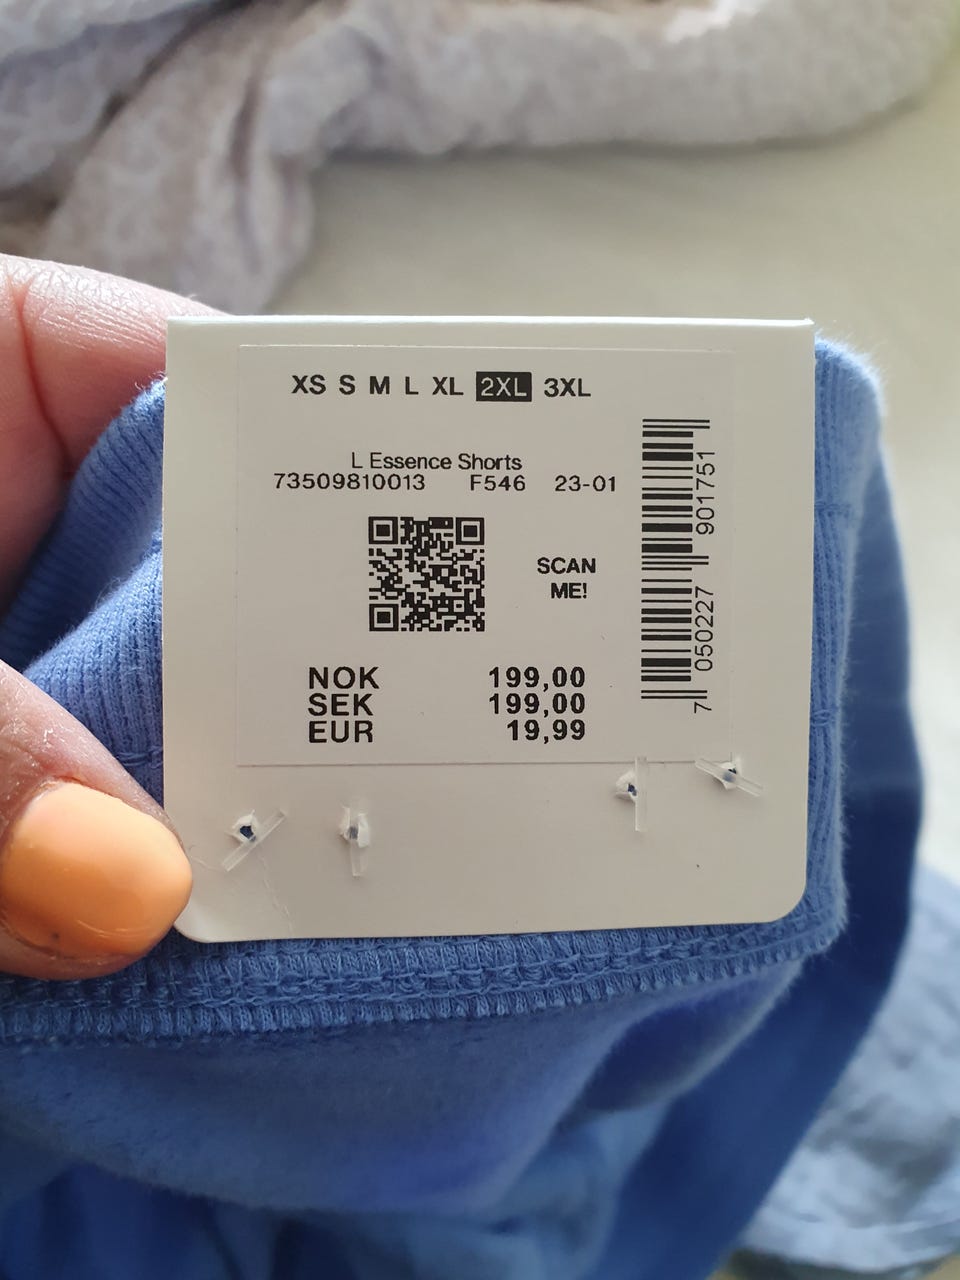 XS S M L XL 2XL 3XL
L Essence Shorts
73509810013 F546 23-01
SCAN
ME!
NOK 199,00
SEK 199,00
EUR 19,99
7 050227 901751